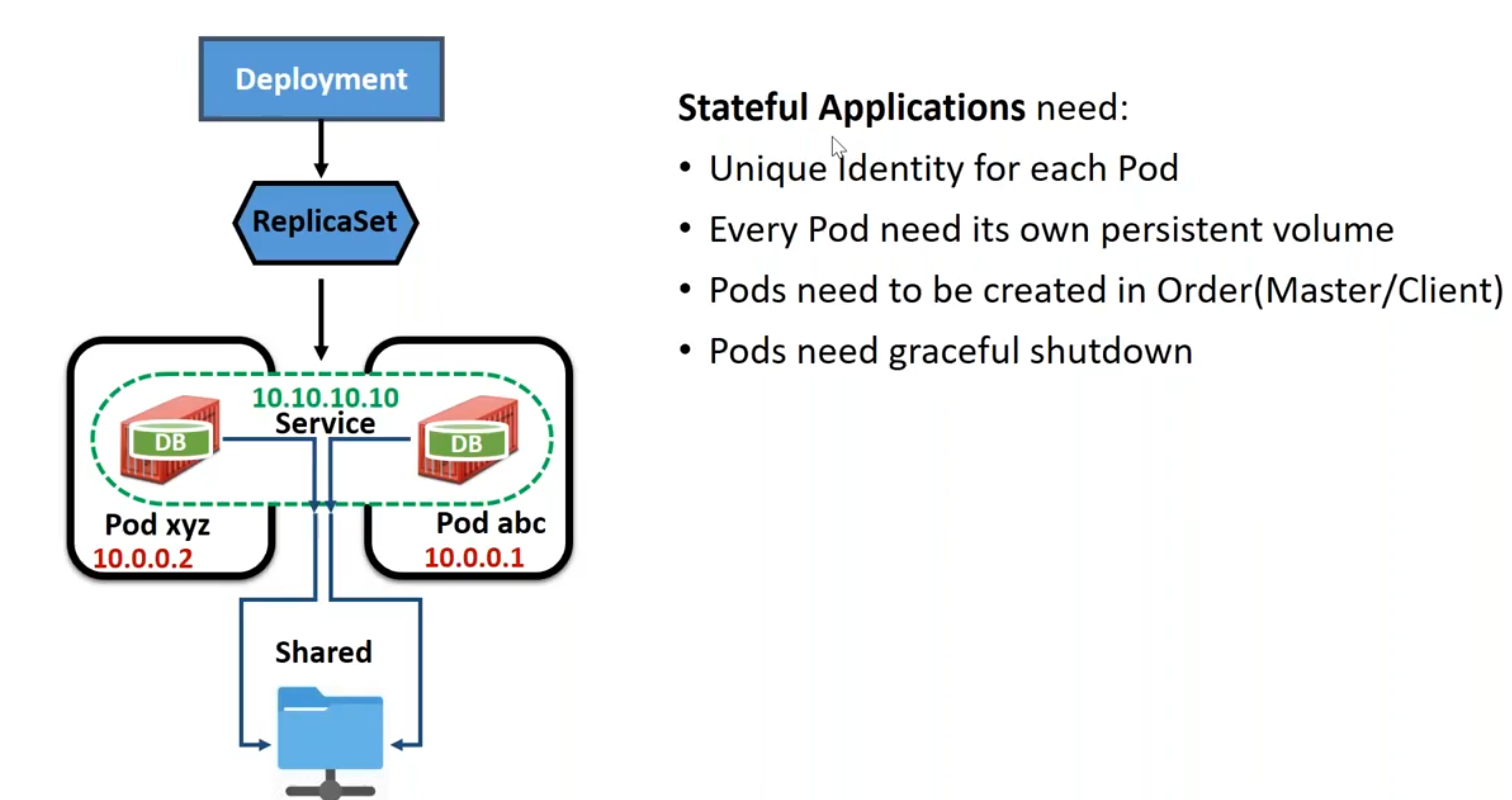 Deployment
ReplicaSet
10.10.10.10
Service
DB
DB
Pod xyz
10.0.0.2
Pod abc
10.0.0.1
Shared
Stateful Applications need:
• Unique Identity for each Pod
• Every Pod need its own persistent volume
• Pods need to be created in Order(Master/Client)
• Pods need graceful shutdown